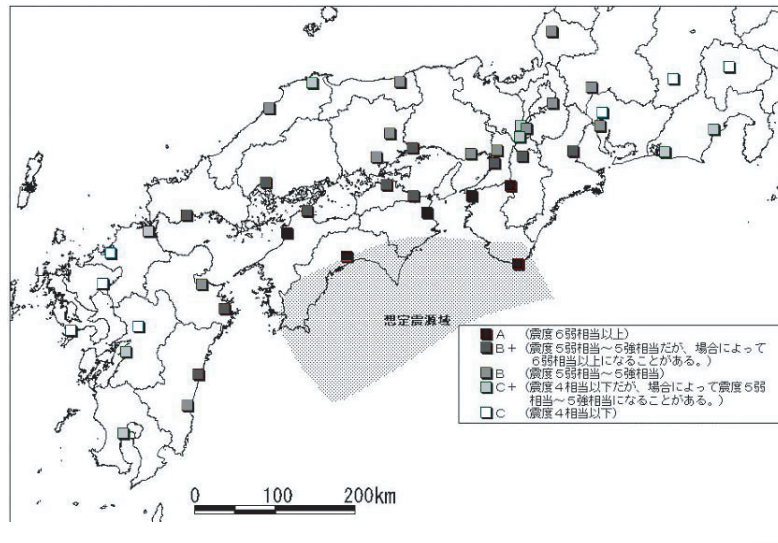 想定震源域
A （震度６弱相当以上）
B＋（震度５弱相当～５強相当だが、場合によって
６弱相当以上になることがある。）
B （震度５弱相当～５強相当）
C＋（震度４相当以下だが、場合によって震度５弱
相当～５強相当になることがある。）
C （震度４相当以下）
0 100 200km